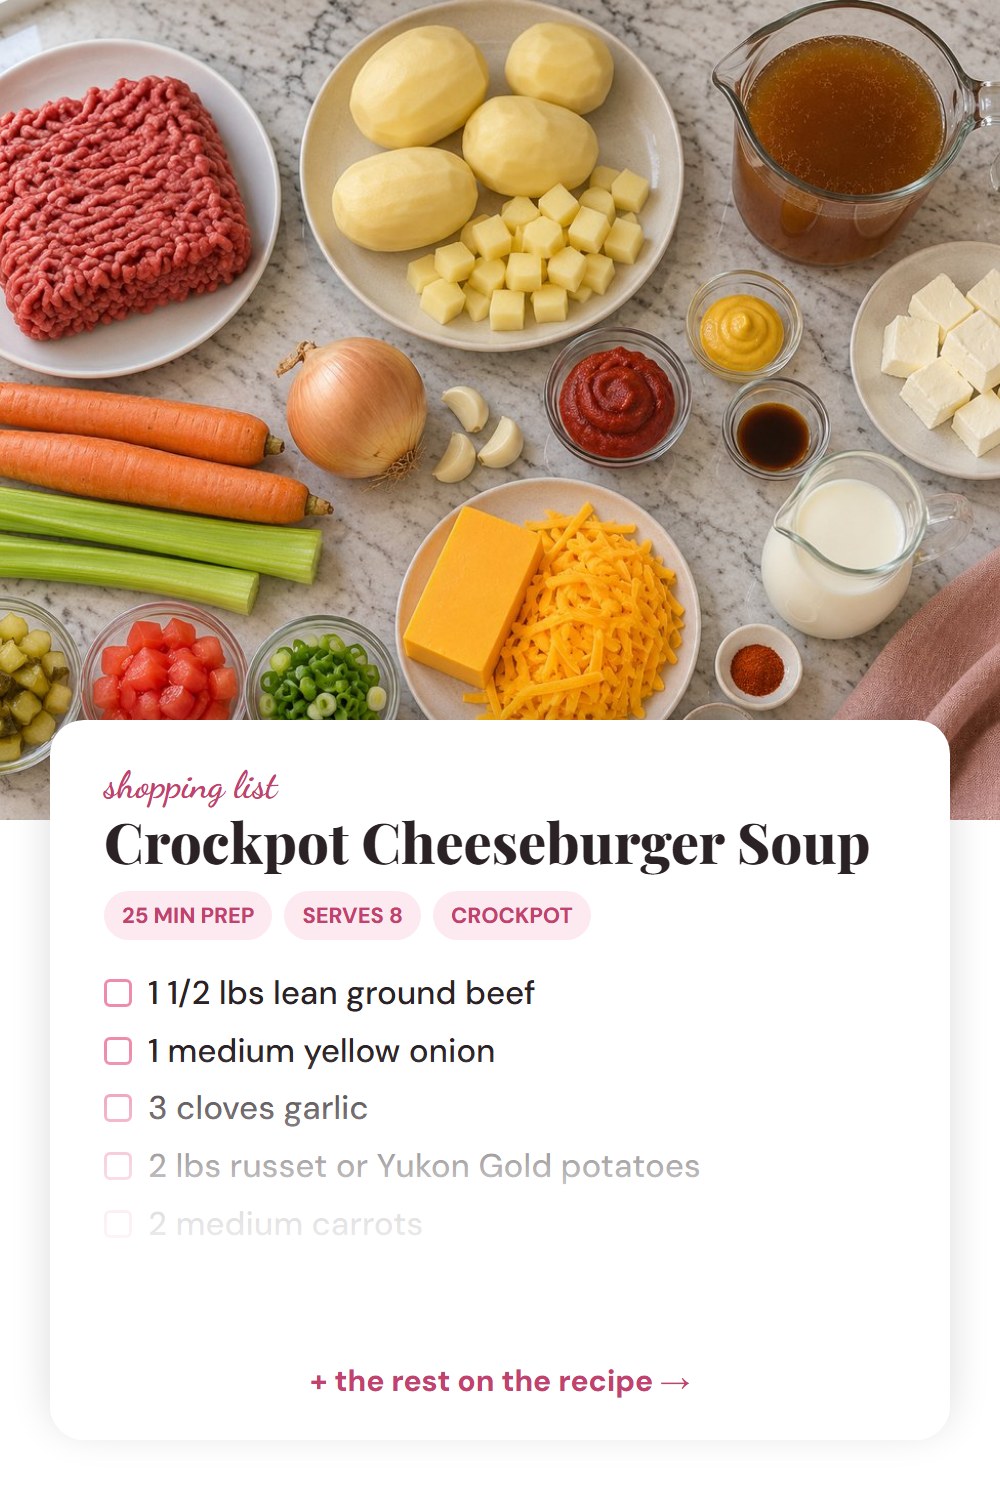 shopping list
Crockpot Cheeseburger Soup
25 MIN PREP SERVES 8 CROCKPOT
1 1/2 lbs lean ground beef
1 medium yellow onion
3 cloves garlic
2 lbs russet or Yukon Gold potatoes
2 medium carrots
+ the rest on the recipe →